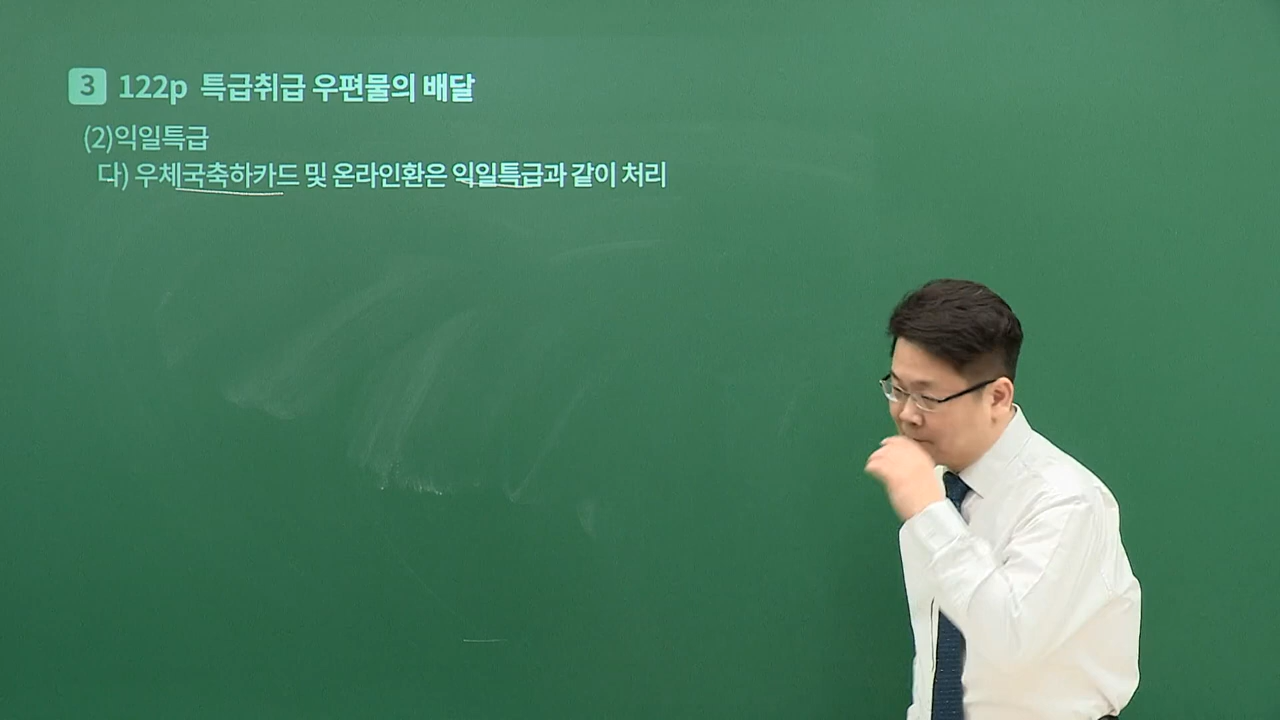 3 122p 특급취급 우편물의 배달
(2)익일특급
다) 우체국축하카드 및 온라인환은 익일특급과 같이 처리